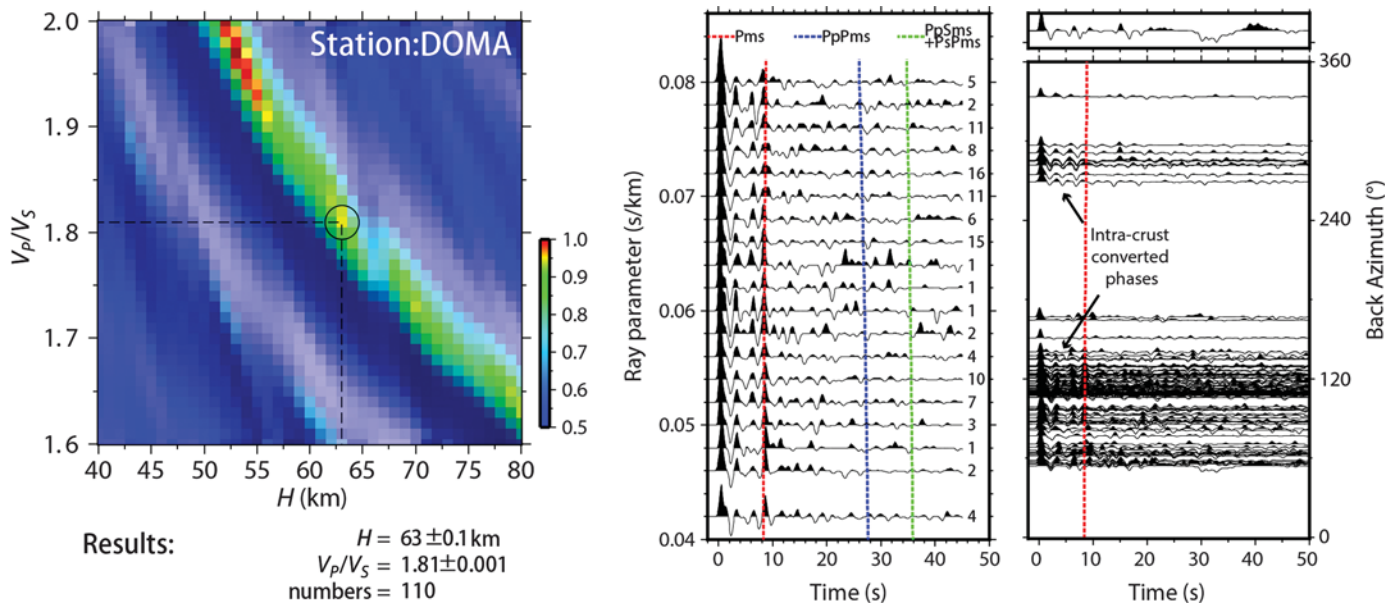 Station:DOMA
2.0
1.9
1.8
1.7
1.6
V_P/V_S
40 45 50 55 60 65 70 75 80
H (km)
1.0
0.9
0.8
0.7
0.6
0.5
Results:
H = 63 ±0.1 km
V_P/V_S = 1.81±0.001
numbers = 110
Pms PpPms PpSms
+PsPms
0.08
0.07
0.06
0.05
0.04
Ray parameter (s/km)
5
2
11
8
16
11
6
15
1
1
1
2
4
10
7
3
1
2
4
0 10 20 30 40 50
Time (s)
Intra-crust
converted
phases
360
240
120
0
Back Azimuth (°)
0 10 20 30 40 50
Time (s)